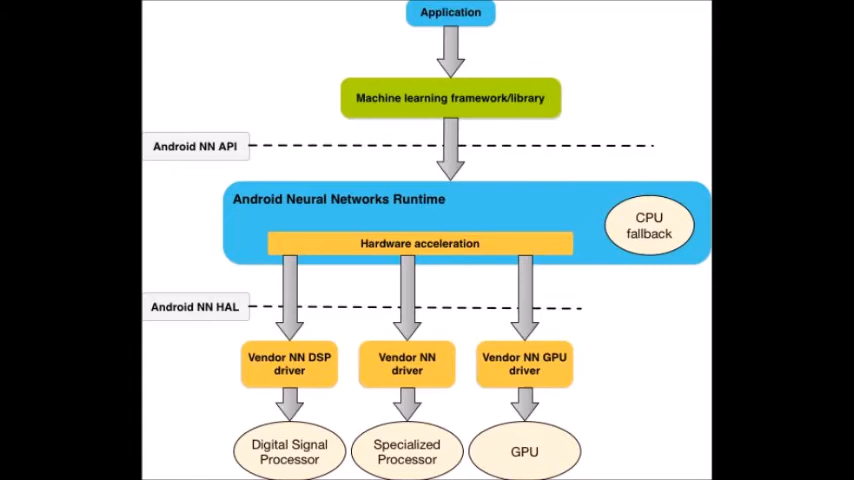 Application
Machine learning framework/library
Android NN API
Android Neural Networks Runtime
CPU
fallback
Hardware acceleration
Android NN HAL
Vendor NN DSP
driver
Vendor NN
driver
Vendor NN GPU
driver
Digital Signal
Processor
Specialized
Processor
GPU